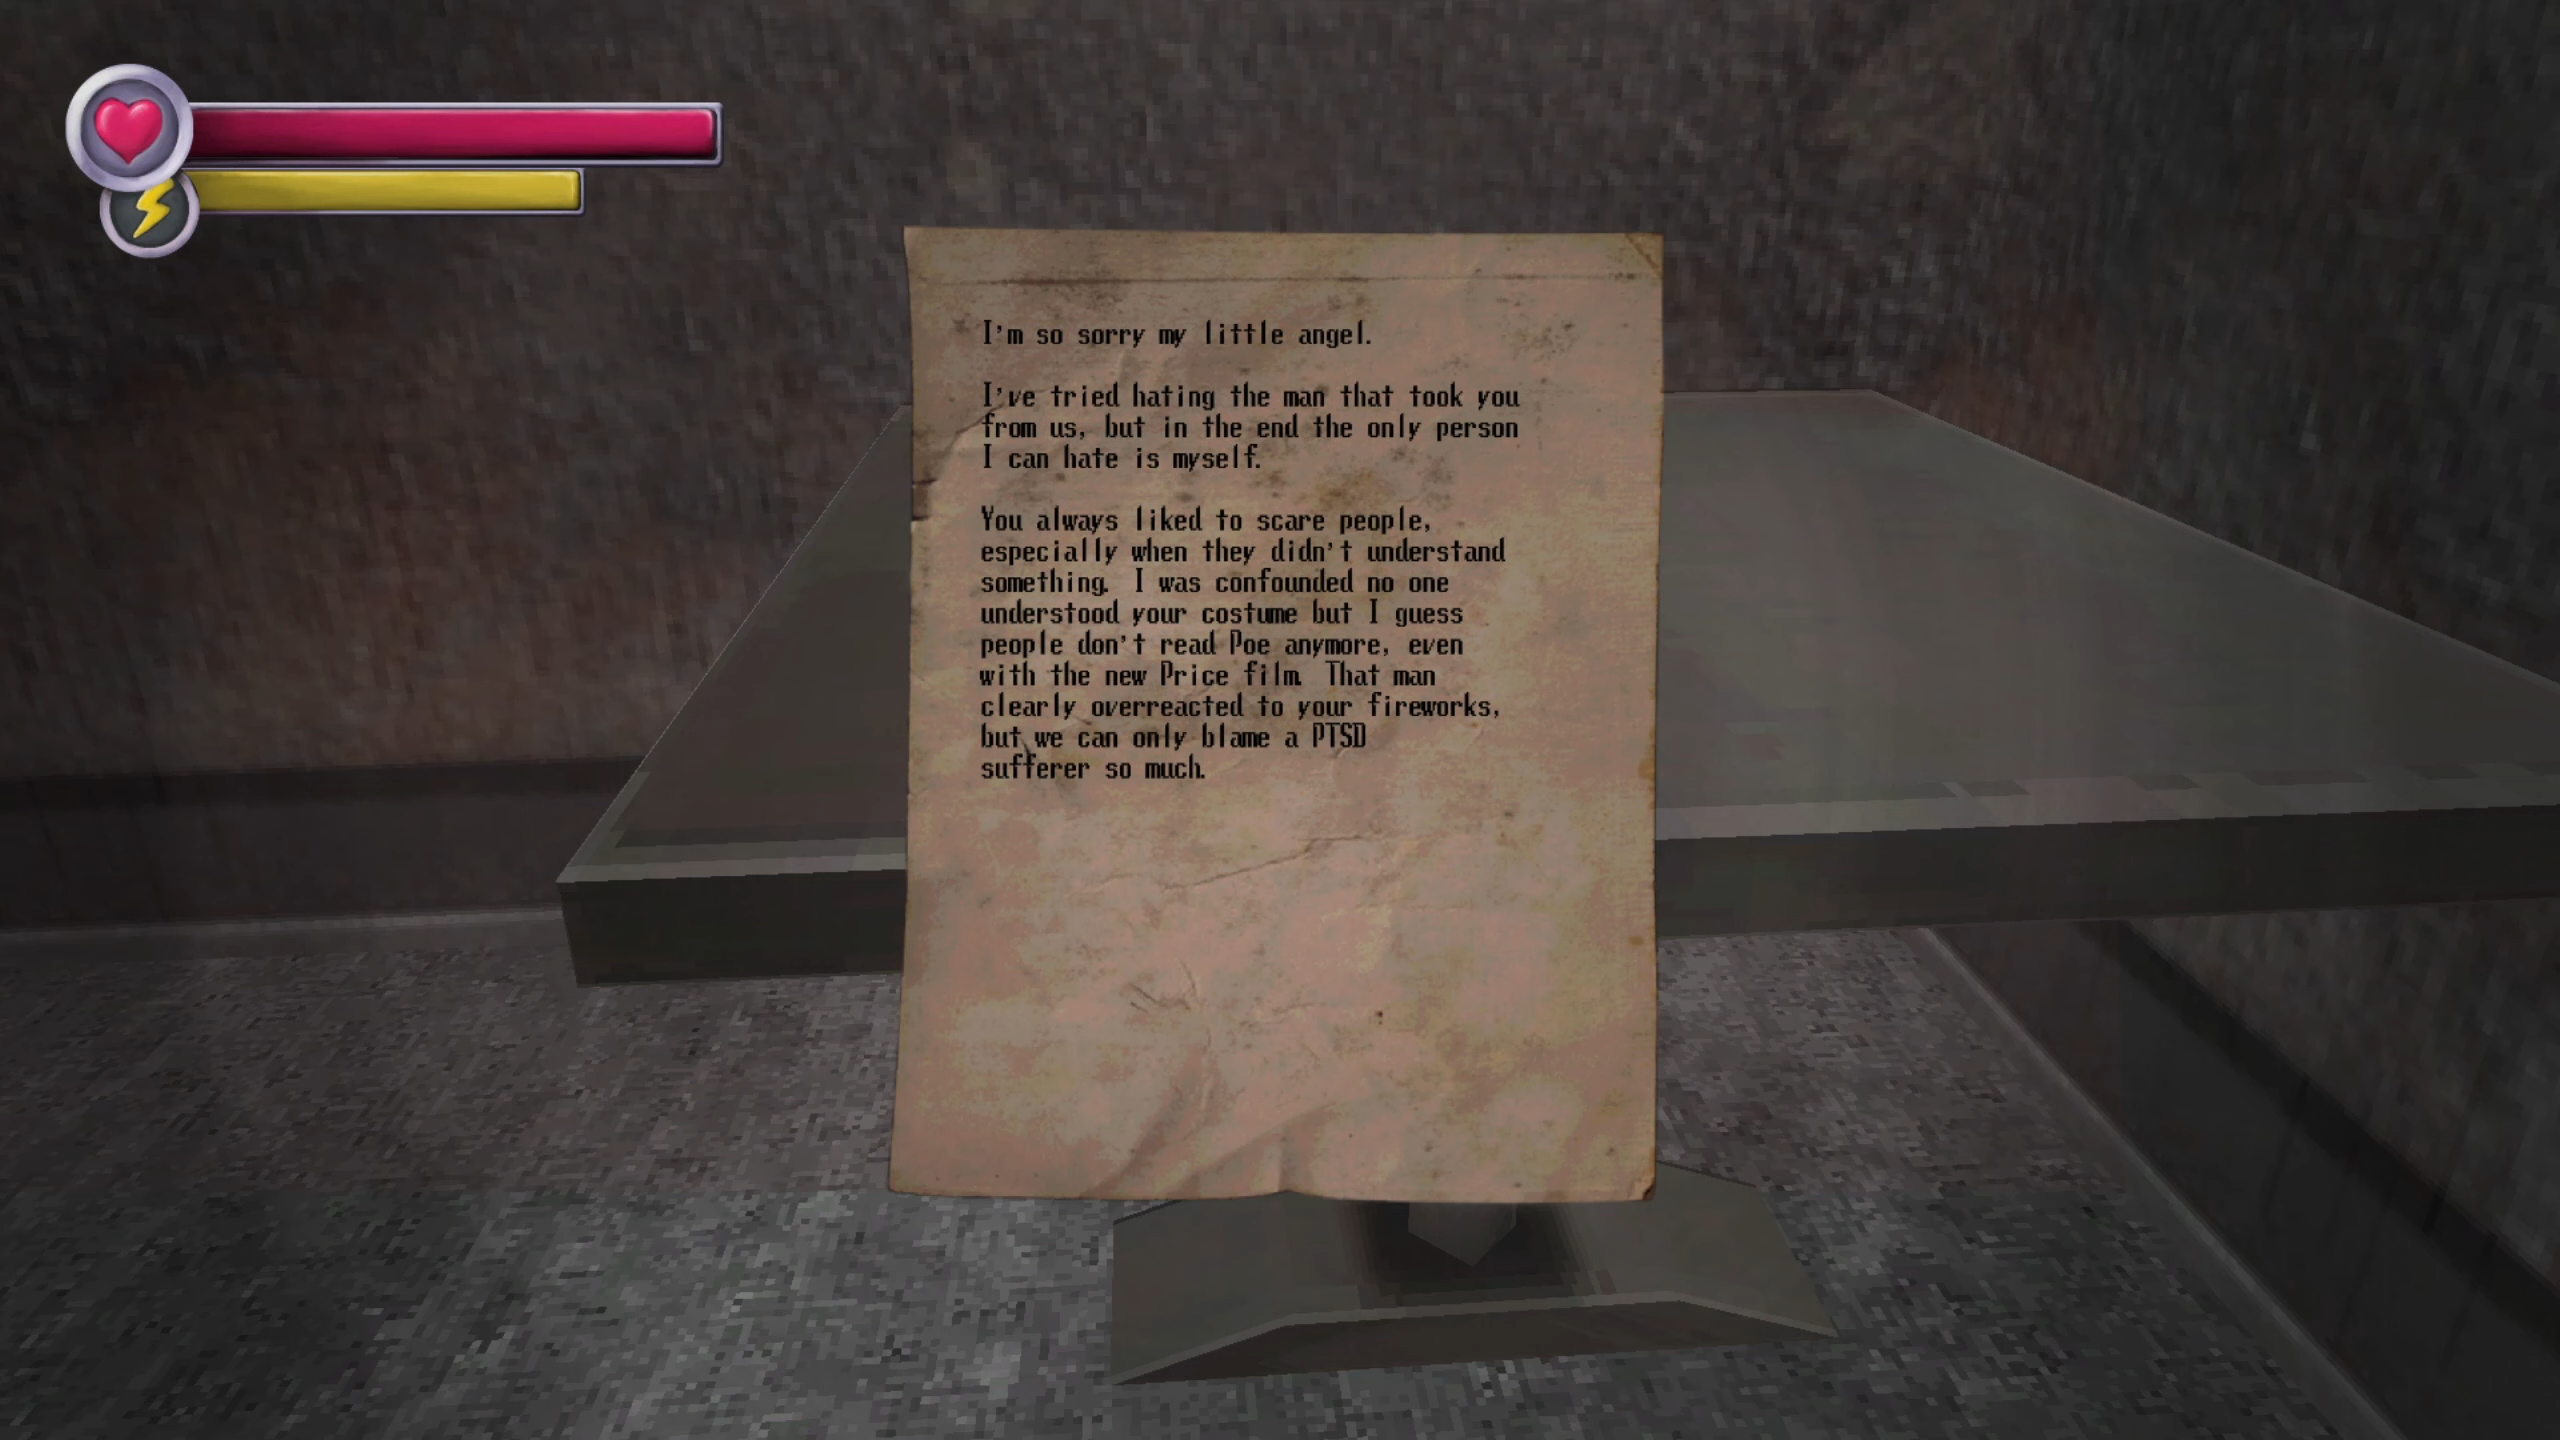 I'm so sorry my little angel.
I've tried hating the man that took you
from us, but in the end the only person
I can hate is myself.
You always liked to scare people,
especially when they didn't understand
something.  I was confounded no one
understood your costume but I guess
people don't read Poe anymore, even
with the new Price film.  That man
clearly overreacted to your fireworks,
but we can only blame a PTSD
sufferer so much.